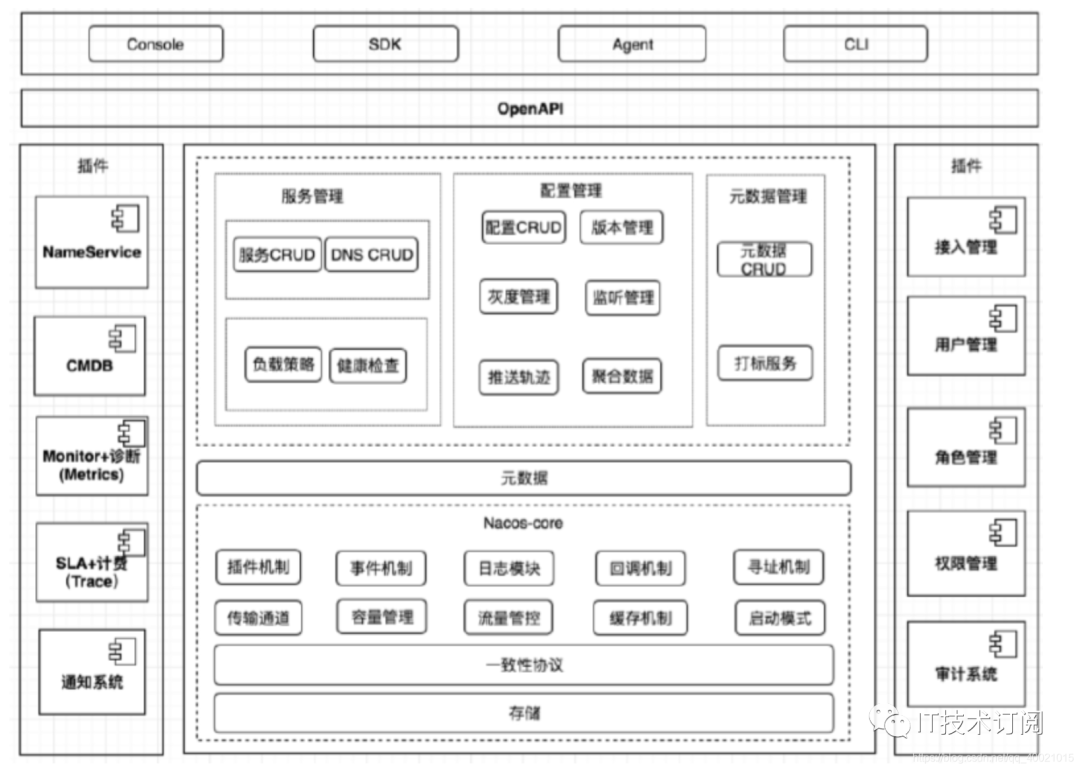 Console
SDK
Agent
CLI
OpenAPI
插件
NameService
CMDB
Monitor+诊断
(Metrics)
SLA+计费
(Trace)
通知系统
服务管理
服务CRUD
DNS CRUD
负载策略
健康检查
配置管理
配置CRUD
版本管理
灰度管理
监听管理
推送轨迹
聚合数据
元数据管理
元数据
CRUD
打标服务
元数据
Nacos-core
插件机制
事件机制
日志模块
回调机制
寻址机制
传输通道
容量管理
流量管控
缓存机制
启动模式
一致性协议
存储
插件
接入管理
用户管理
角色管理
权限管理
审计系统
IT技术订阅